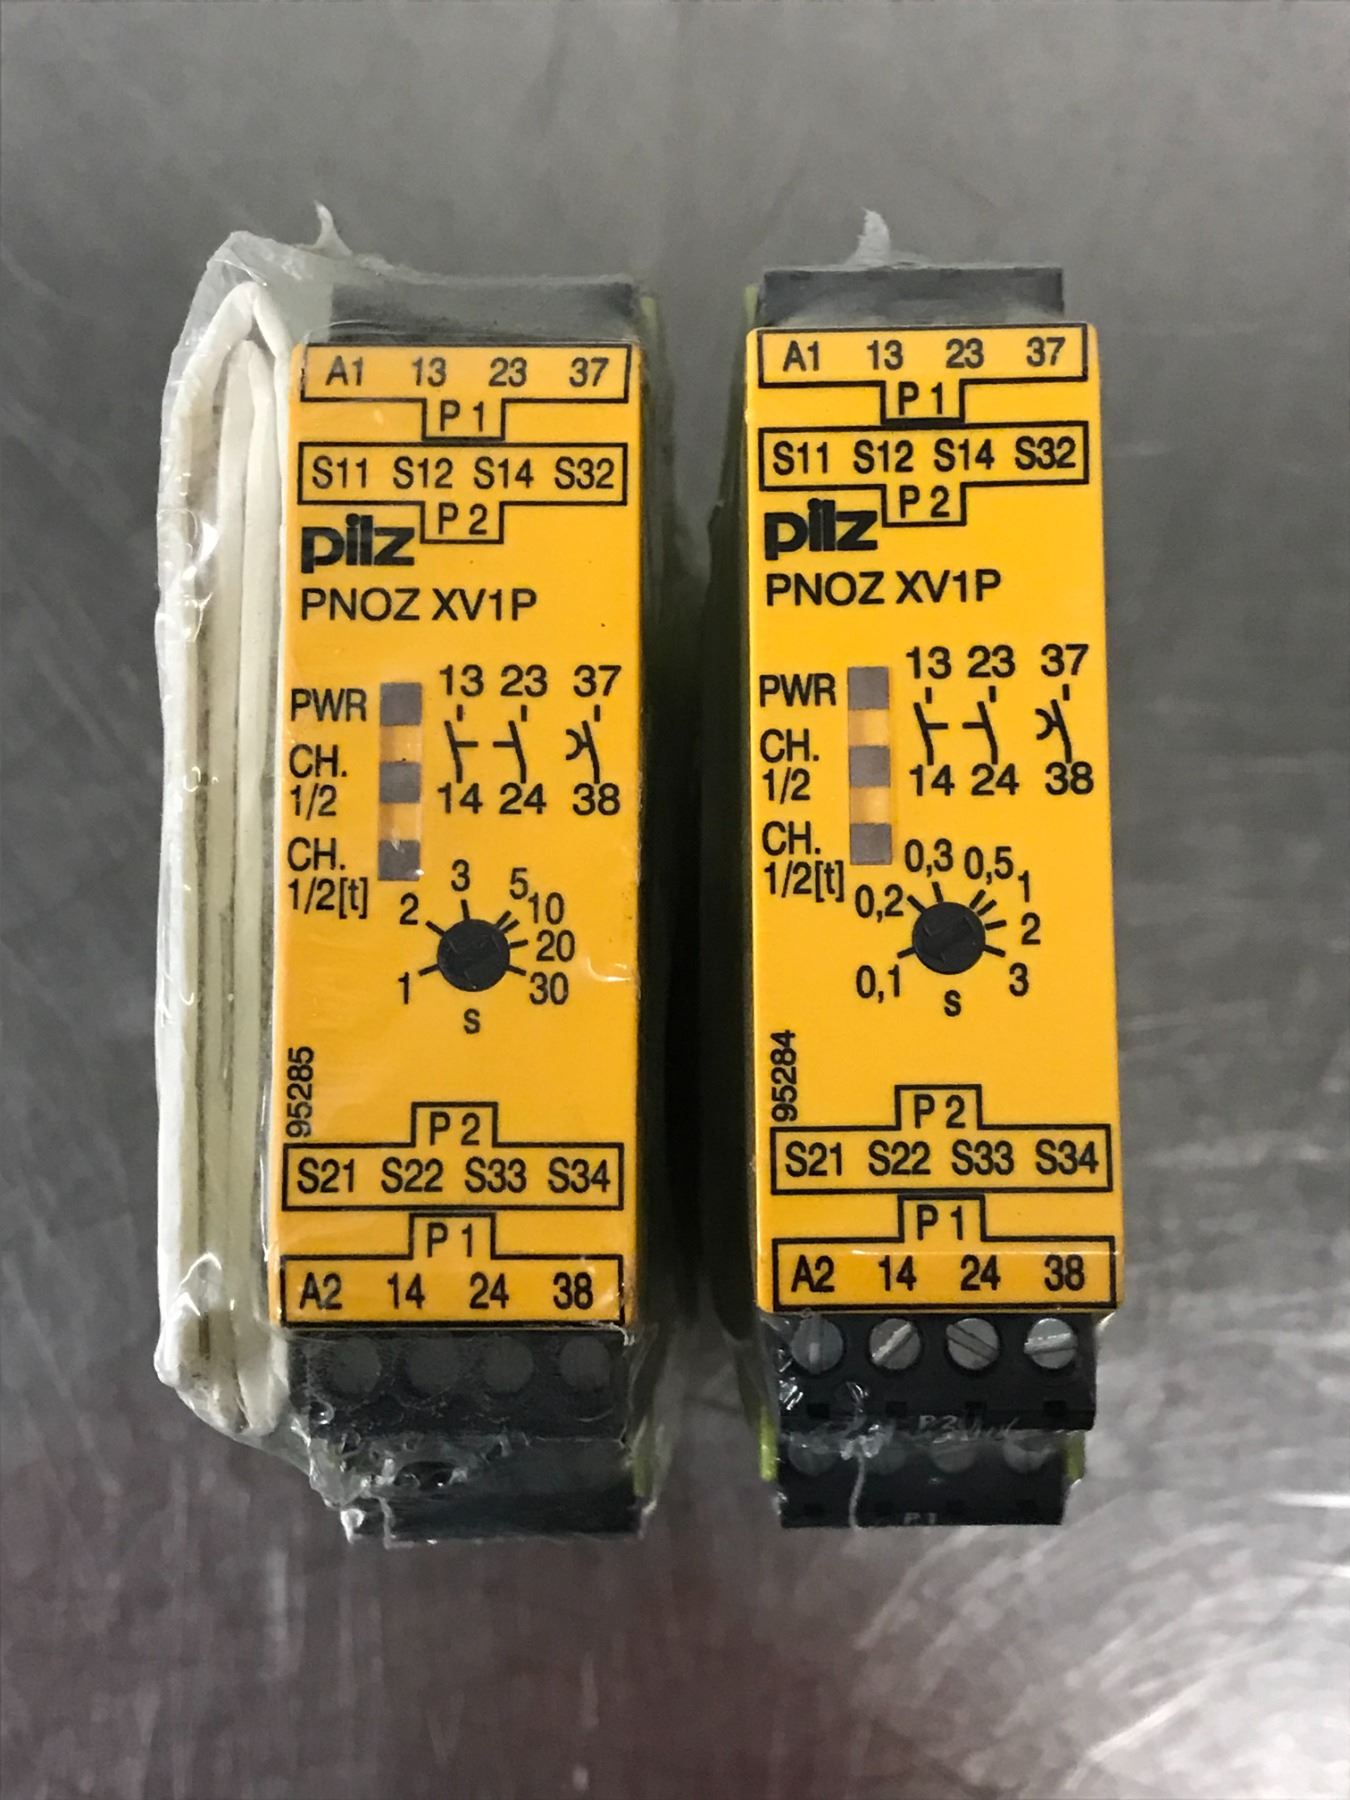 A1 13 23 37
P1
S11 S12 S14 S32
P2
pilz
PNOZ XV1P
13 23 37
PWR
CH.
1/2
14 24 38
CH.
1/2[t]
1 2 3 5 10 20 30
s
95285
P2
S21 S22 S33 S34
P1
A2 14 24 38
A1 13 23 37
P1
S11 S12 S14 S32
P2
pilz
PNOZ XV1P
13 23 37
PWR
CH.
1/2
14 24 38
CH.
1/2[t]
0,1 0,2 0,3 0,5 1 2 3
s
95284
P2
S21 S22 S33 S34
P1
A2 14 24 38
P2
P1